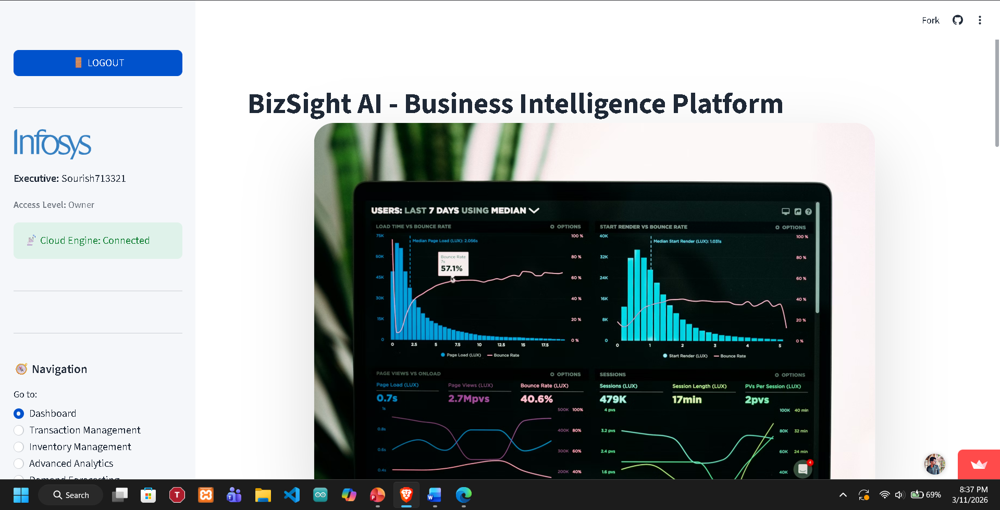 Fork
LOGOUT
Infosys
Executive: Sourish713321
Access Level: Owner
Cloud Engine: Connected
Navigation
Go to:
Dashboard
Transaction Management
Inventory Management
Advanced Analytics
Demand Forecasting
BizSight AI - Business Intelligence Platform
USERS: LAST 7 DAYS USING MEDIAN
LOAD TIME VS BOUNCE RATE
OPTIONS
75K
60K
45K
30K
15K
0
Median Page Load (LUX): 2.056s
Bounce Rate
7s
57.1%
100 %
80 %
60 %
40 %
20 %
0 %
0 2.5 5 7.5 10 12.5 15 17.5
Page Load (LUX) Bounce Rate
START RENDER VS BOUNCE RATE
OPTIONS
40K
32K
24K
16K
8K
0
Median Start Render (LUX): 1.031s
100 %
80 %
60 %
40 %
20 %
0 %
0 1 2 3 4 5
Start Render (LUX) Bounce Rate
PAGE VIEWS VS ONLOAD
OPTIONS
Page Load (LUX) Page Views (LUX) Bounce Rate (LUX)
0.7s 2.7Mpvs 40.6%
1s
0.8s
0.6s
0.4s
500K 100%
400K 80%
300K 60%
200K 40%
SESSIONS
OPTIONS
Sessions (LUX) Session Length (LUX) PVs Per Session (LUX)
479K 17min 2pvs
4 pvs
3.2 pvs
2.4 pvs
1.6 pvs
100K 40 min
80K 32 min
60K 24 min
40K
4
Search
T
T
P
W
69%
8:37 PM
3/11/2026